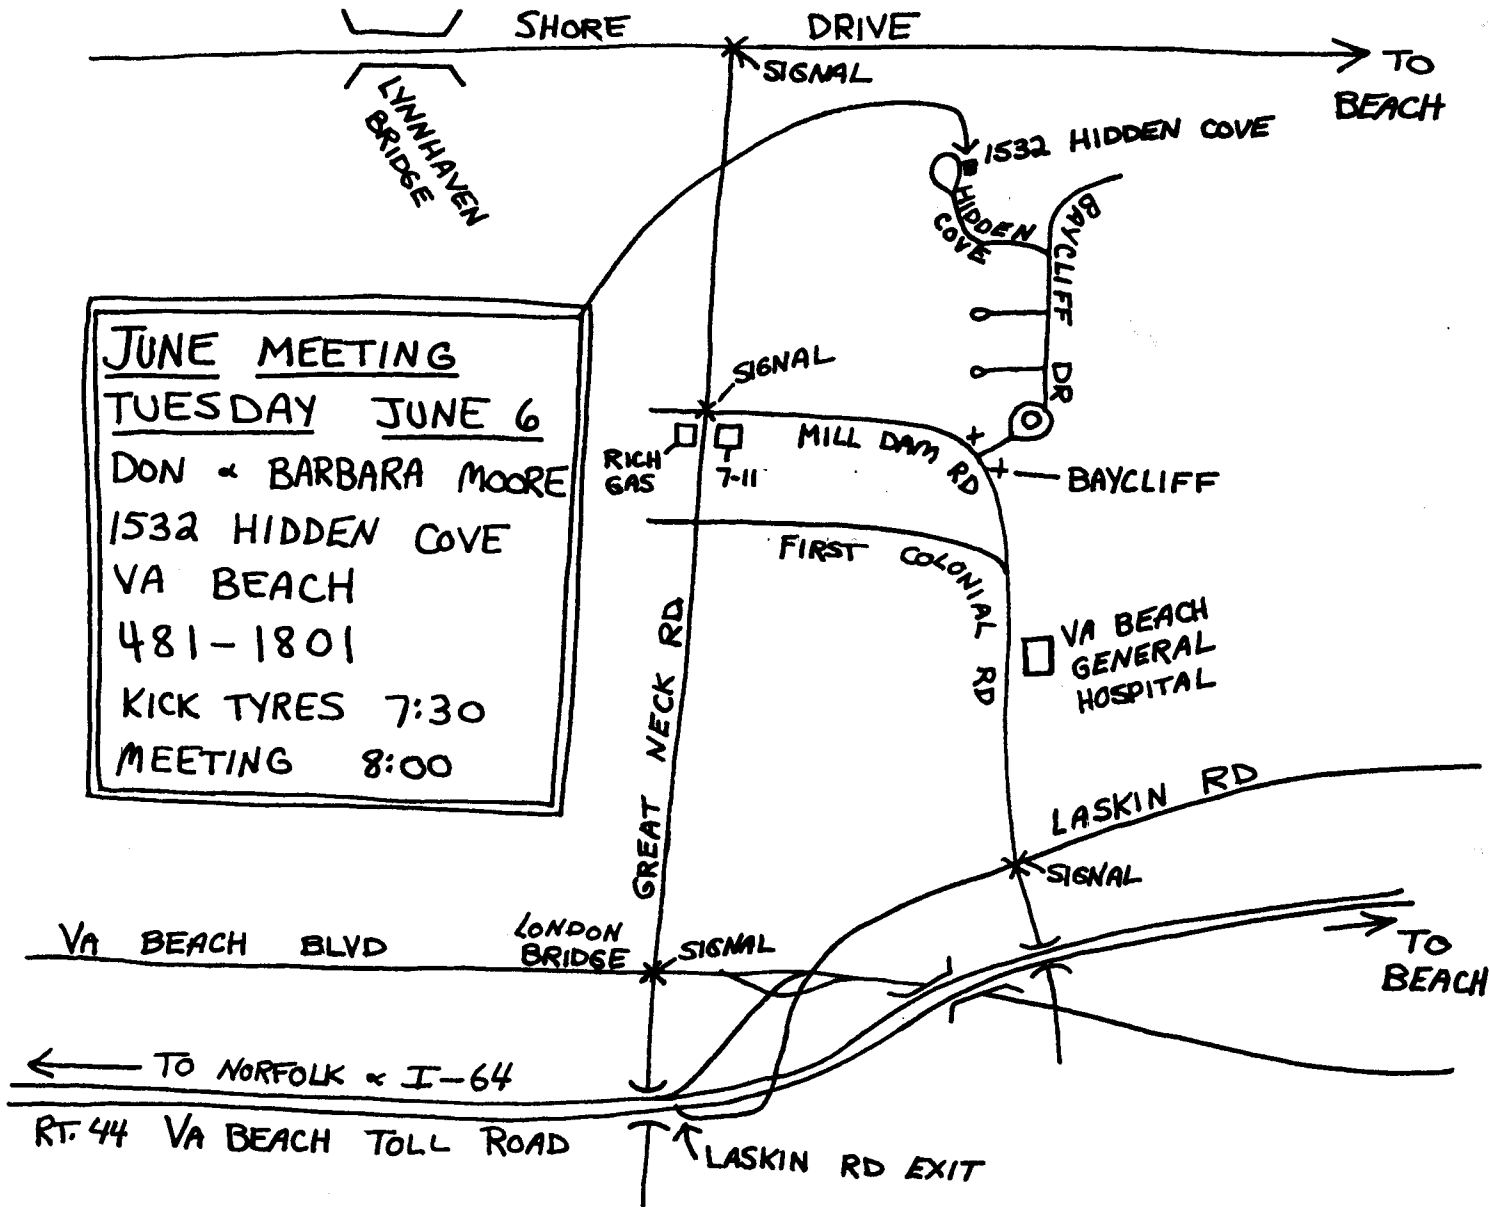 SHORE DRIVE
SIGNAL
TO
BEACH
LYNNHAVEN
BRIDGE
1532 HIDDEN COVE
HIDDEN
COVE
BAYCLIFF DR
JUNE MEETING
TUESDAY JUNE 6
DON & BARBARA MOORE
1532 HIDDEN COVE
VA BEACH
481-1801
KICK TYRES 7:30
MEETING 8:00
SIGNAL
RICH
GAS
7-11
MILL DAM RD
BAYCLIFF
FIRST COLONIAL RD
VA BEACH
GENERAL
HOSPITAL
GREAT NECK RD
LASKIN RD
SIGNAL
VA BEACH BLVD
LONDON
BRIDGE
SIGNAL
TO
BEACH
TO NORFOLK & I-64
RT. 44 VA BEACH TOLL ROAD
LASKIN RD EXIT